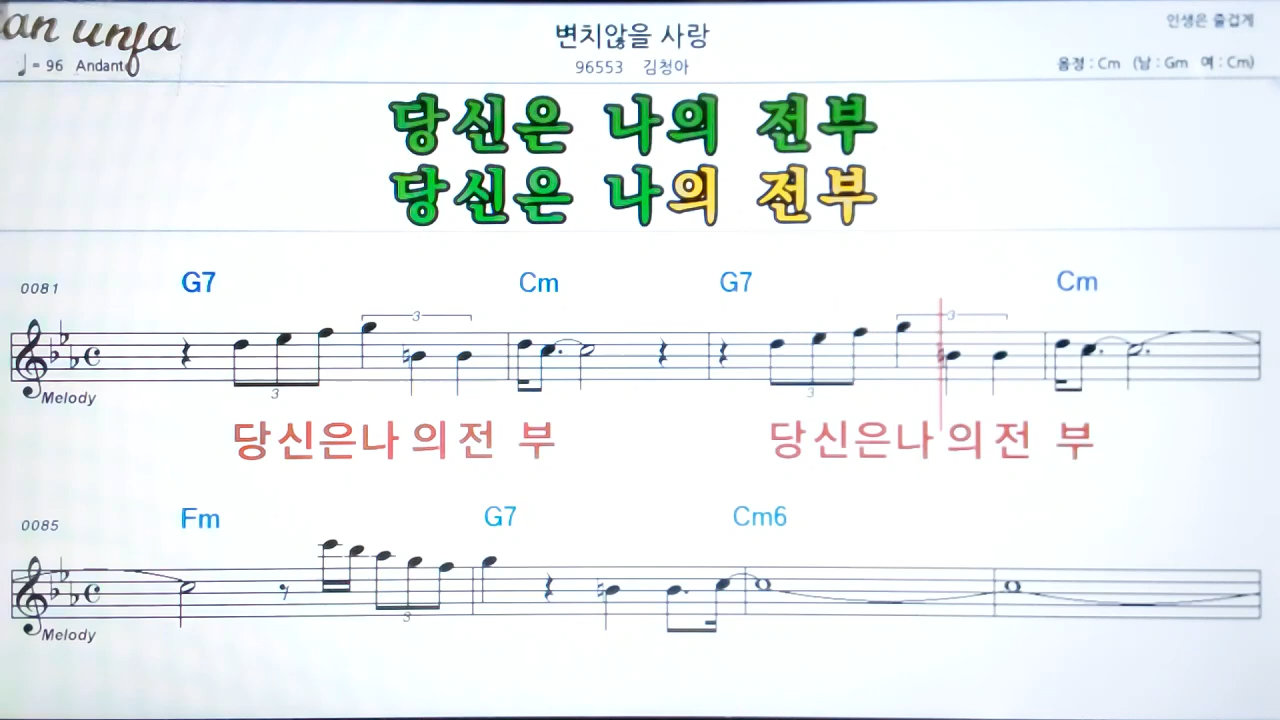 an unfa
인생은 즐겁게
변치않을 사랑
♩= 96 Andant
96553 김청아
음정 : Cm (남 : Gm 여 : Cm)
당신은 나의 전부
당신은 나의 전부
0081 G7 Cm G7 Cm
3 3
3 3
Melody
당신은나의전 부 당신은나의전 부
0085 Fm G7 Cm6
3
Melody